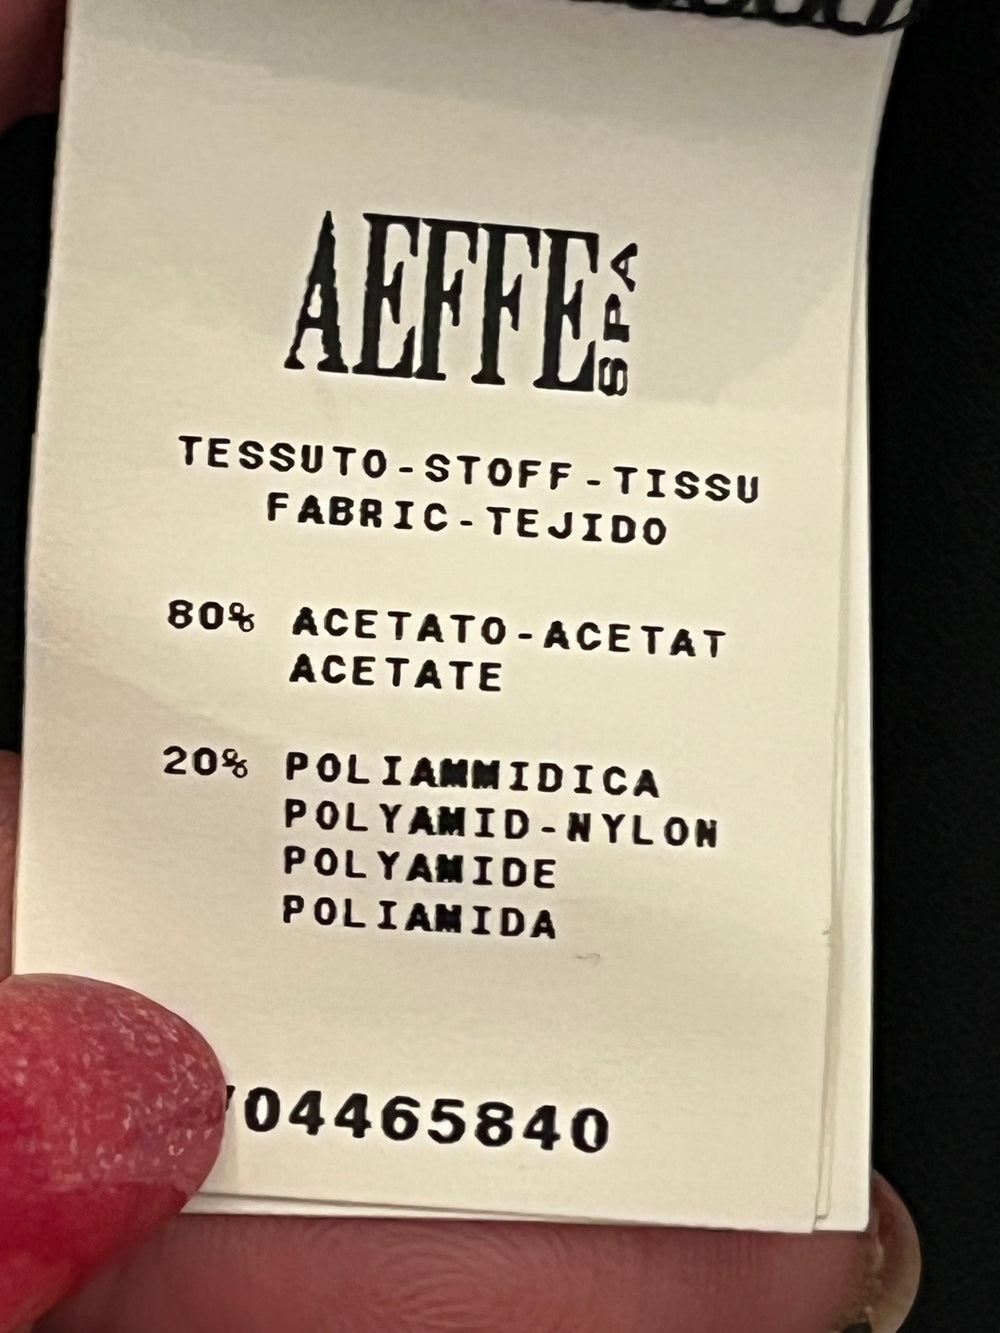 AEFFE SPA
TESSUTO-STOFF-TISSU
FABRIC-TEJIDO
80% ACETATO-ACETAT
ACETATE
20% POLIAMMIDICA
POLYAMID-NYLON
POLYAMIDE
POLIAMIDA
04465840